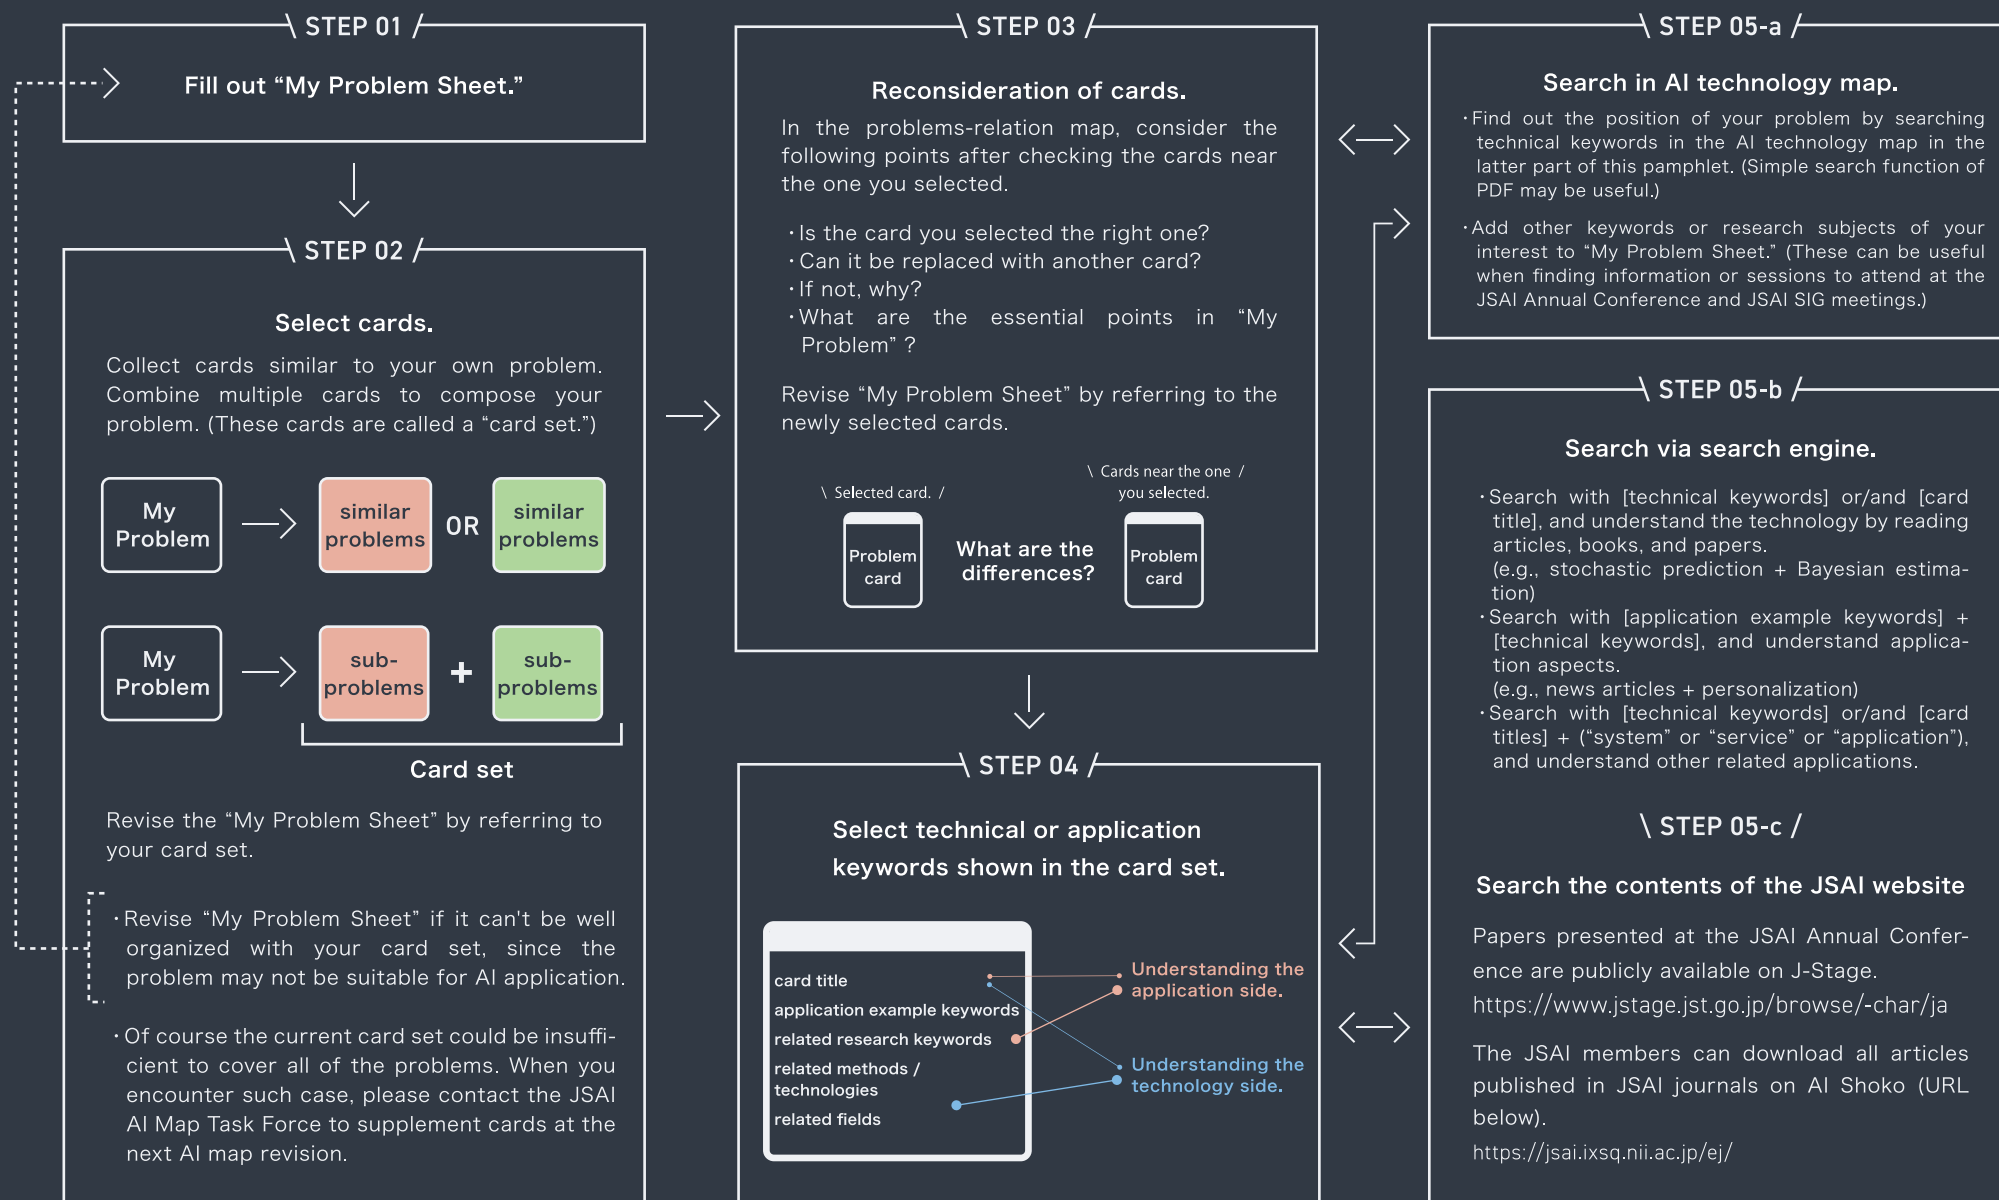 \ STEP 01 /
Fill out “My Problem Sheet.”
\ STEP 02 /
Select cards.
Collect cards similar to your own problem.
Combine multiple cards to compose your
problem. (These cards are called a “card set.”)
My
Problem
similar
problems
OR
similar
problems
My
Problem
sub-
problems
+
sub-
problems
Card set
Revise the “My Problem Sheet” by referring to
your card set.
・Revise “My Problem Sheet” if it can't be well
organized with your card set, since the
problem may not be suitable for AI application.
・Of course the current card set could be insuffi-
cient to cover all of the problems. When you
encounter such case, please contact the JSAI
AI Map Task Force to supplement cards at the
next AI map revision.
\ STEP 03 /
Reconsideration of cards.
In the problems-relation map, consider the
following points after checking the cards near
the one you selected.
・Is the card you selected the right one?
・Can it be replaced with another card?
・If not, why?
・What are the essential points in “My
Problem” ?
Revise “My Problem Sheet” by referring to the
newly selected cards.
\ Selected card. /
Problem
card
What are the
differences?
\ Cards near the one /
you selected.
Problem
card
\ STEP 04 /
Select technical or application
keywords shown in the card set.
card title
application example keywords
related research keywords
related methods /
technologies
related fields
Understanding the
application side.
Understanding the
technology side.
\ STEP 05-a /
Search in AI technology map.
・Find out the position of your problem by searching
technical keywords in the AI technology map in the
latter part of this pamphlet. (Simple search function of
PDF may be useful.)
・Add other keywords or research subjects of your
interest to “My Problem Sheet.” (These can be useful
when finding information or sessions to attend at the
JSAI Annual Conference and JSAI SIG meetings.)
\ STEP 05-b /
Search via search engine.
・Search with [technical keywords] or/and [card
title], and understand the technology by reading
articles, books, and papers.
(e.g., stochastic prediction + Bayesian estima-
tion)
・Search with [application example keywords] +
[technical keywords], and understand applica-
tion aspects.
(e.g., news articles + personalization)
・Search with [technical keywords] or/and [card
titles] + (“system” or “service” or “application”),
and understand other related applications.
\ STEP 05-c /
Search the contents of the JSAI website
Papers presented at the JSAI Annual Confer-
ence are publicly available on J-Stage.
https://www.jstage.jst.go.jp/browse/-char/ja
The JSAI members can download all articles
published in JSAI journals on AI Shoko (URL
below).
https://jsai.ixsq.nii.ac.jp/ej/